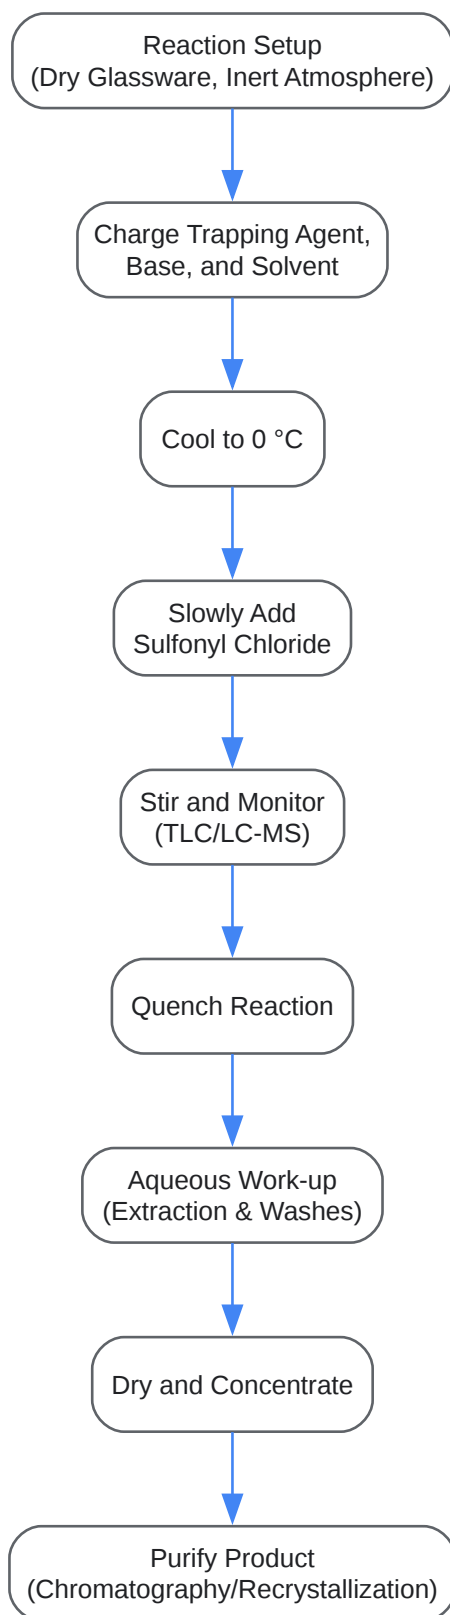 Reaction Setup
(Dry Glassware, Inert Atmosphere)
Charge Trapping Agent,
Base, and Solvent
Cool to 0 °C
Slowly Add
Sulfonyl Chloride
Stir and Monitor
(TLC/LC-MS)
Quench Reaction
Aqueous Work-up
(Extraction & Washes)
Dry and Concentrate
Purify Product
(Chromatography/Recrystallization)